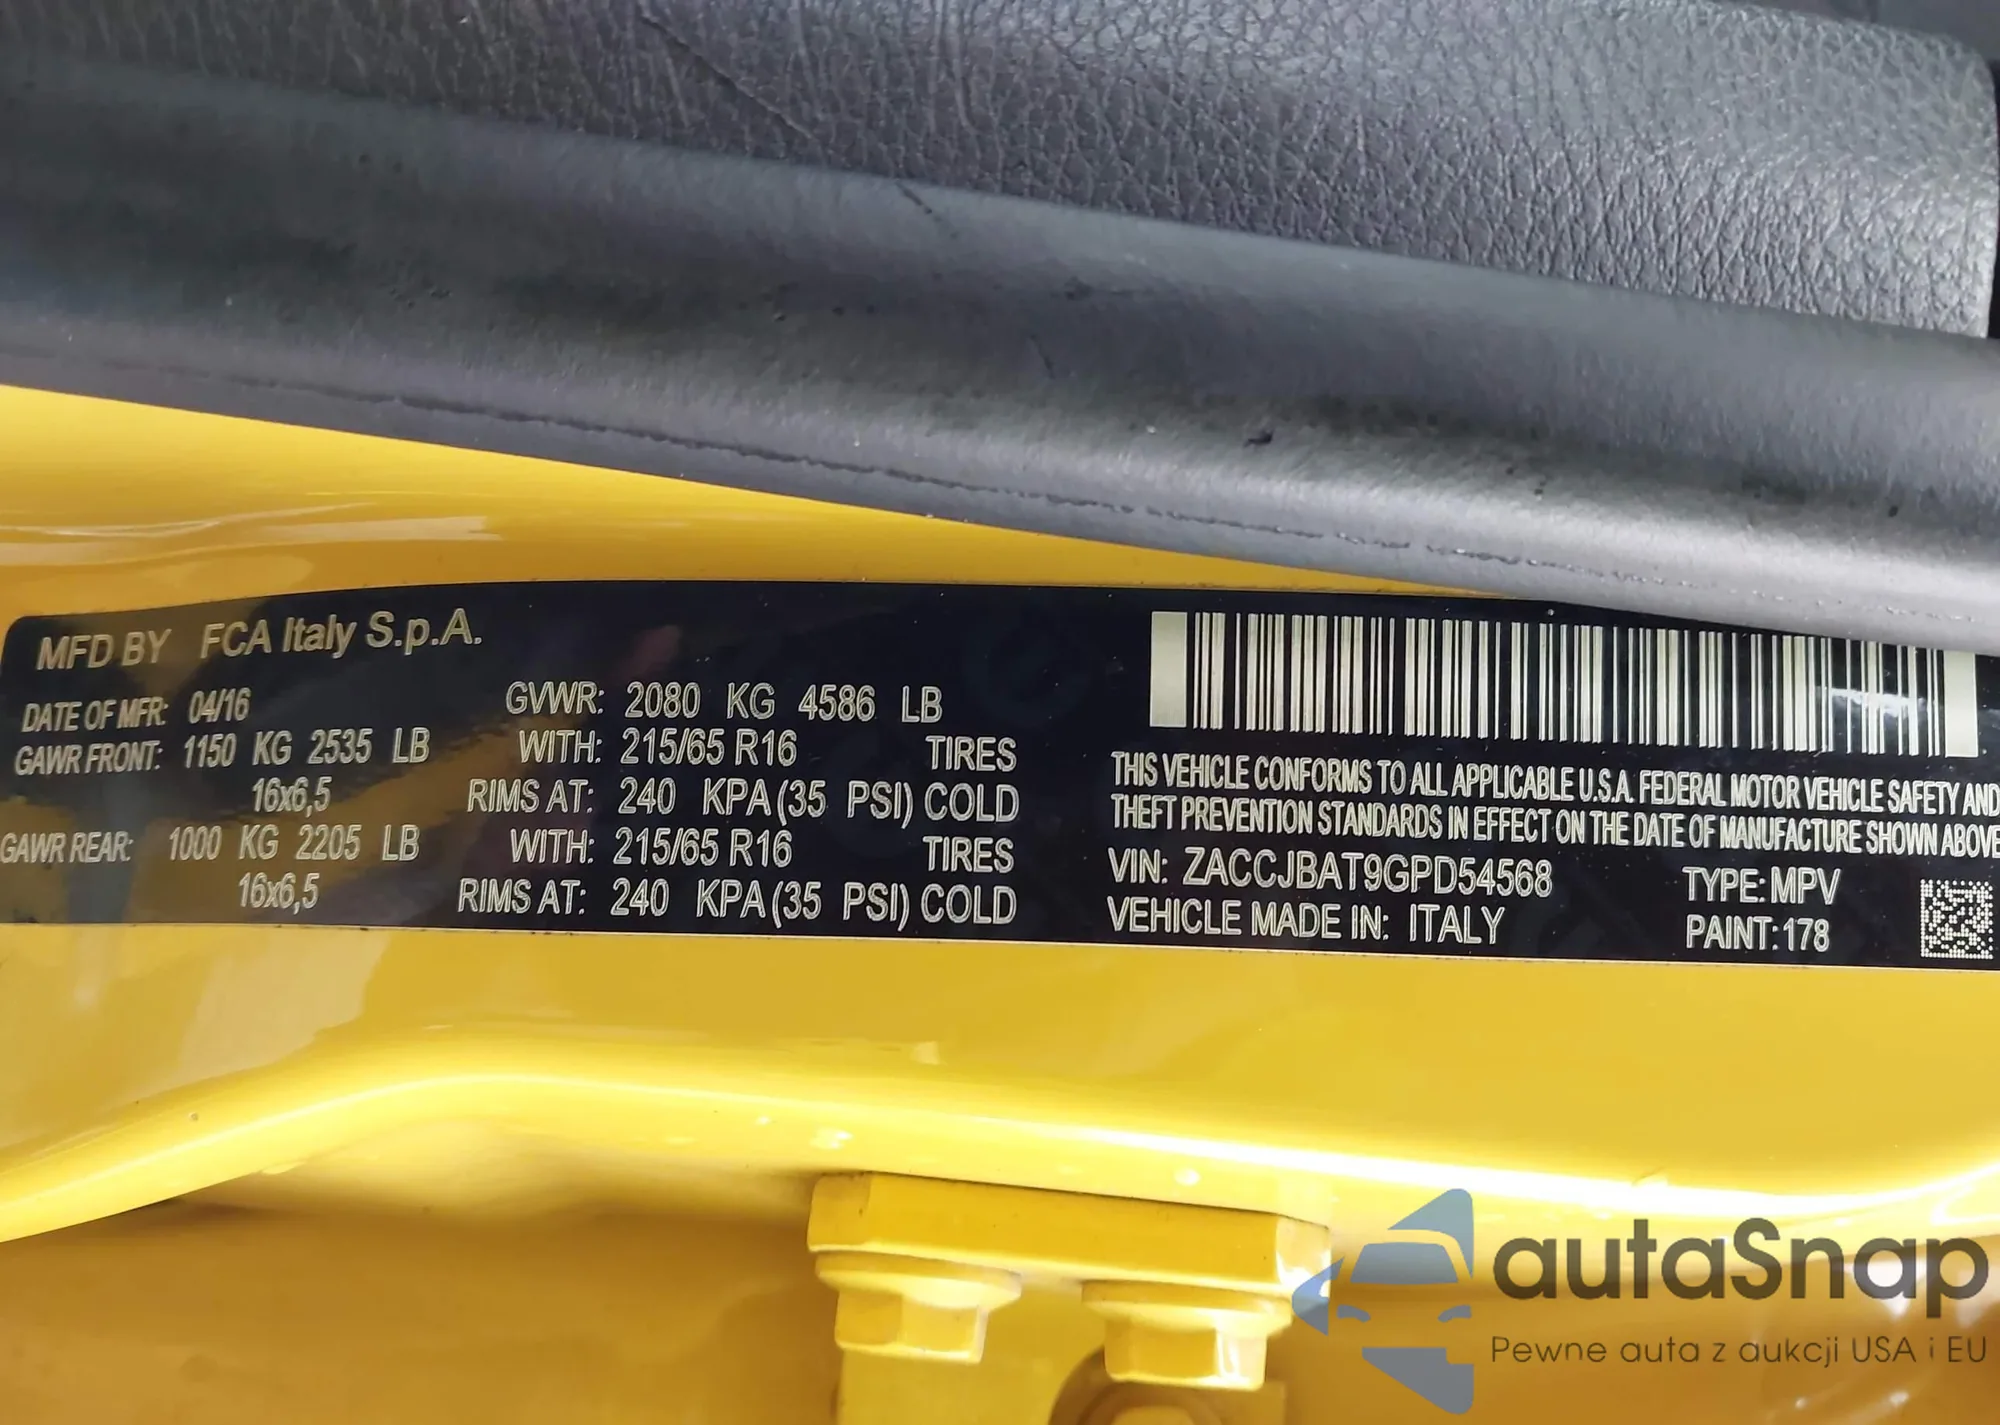 MFD BY FCA Italy S.p.A.
DATE OF MFR: 04/16 GVWR: 2080 KG 4586 LB
GAWR FRONT: 1150 KG 2535 LB WITH: 215/65 R16 TIRES
16x6,5 RIMS AT: 240 KPA (35 PSI) COLD
GAWR REAR: 1000 KG 2205 LB WITH: 215/65 R16 TIRES
16x6,5 RIMS AT: 240 KPA (35 PSI) COLD
THIS VEHICLE CONFORMS TO ALL APPLICABLE U.S.A. FEDERAL MOTOR VEHICLE SAFETY AND
THEFT PREVENTION STANDARDS IN EFFECT ON THE DATE OF MANUFACTURE SHOWN ABOVE
VIN: ZACCJBAT9GPD54568 TYPE: MPV
VEHICLE MADE IN: ITALY PAINT: 178
autaSnap
Pewne auta z aukcji USA i EU